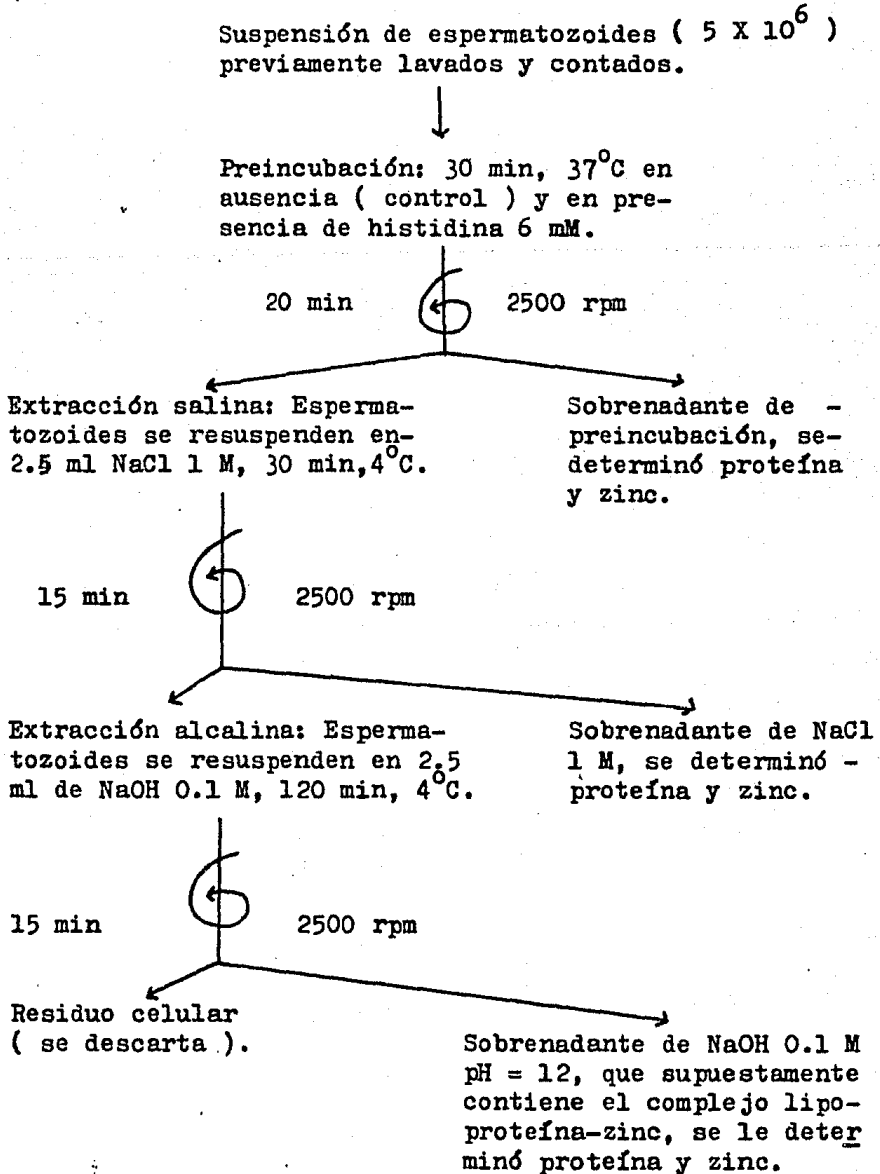 Suspensión de espermatozoides ( 5 X 10⁶ )
previamente lavados y contados.
Preincubación: 30 min, 37°C en
ausencia ( control ) y en pre-
sencia de histidina 6 mM.
20 min 2500 rpm
Extracción salina: Esperma-
tozoides se resuspenden en-
2.5 ml NaCl 1 M, 30 min,4°C.
Sobrenadante de -
preincubación, se-
determinó proteína
y zinc.
15 min 2500 rpm
Extracción alcalina: Esperma-
tozoides se resuspenden en 2.5
ml de NaOH 0.1 M, 120 min, 4°C.
Sobrenadante de NaCl
1 M, se determinó -
proteína y zinc.
15 min 2500 rpm
Residuo celular
( se descarta ).
Sobrenadante de NaOH 0.1 M
pH = 12, que supuestamente
contiene el complejo lipo-
proteína-zinc, se le deter
minó proteína y zinc.